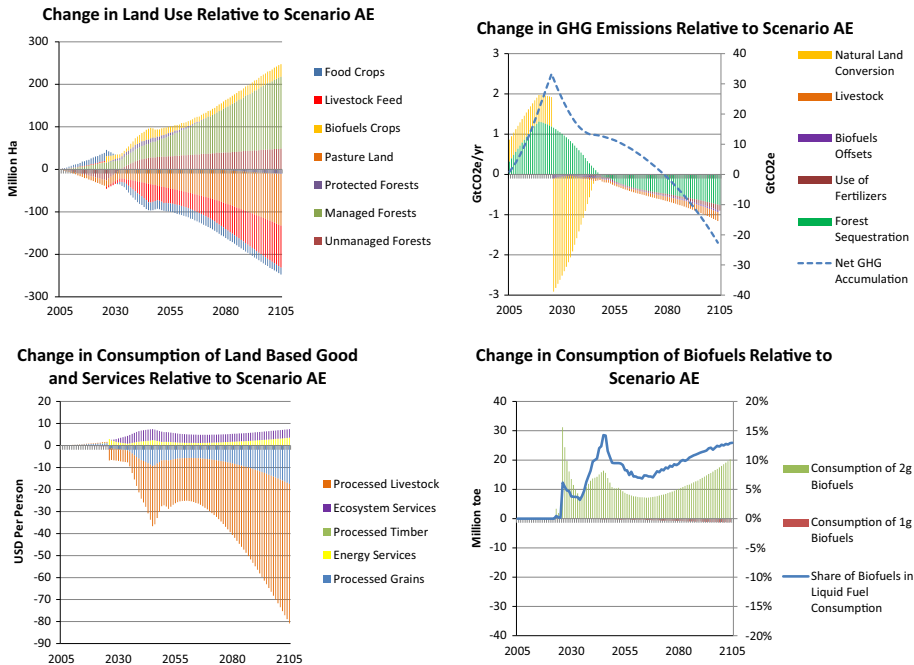 Change in Land Use Relative to Scenario AE
300
200
100
0
-100
-200
-300
Million Ha
2005 2030 2055 2080 2105
Food Crops
Livestock Feed
Biofuels Crops
Pasture Land
Protected Forests
Managed Forests
Unmanaged Forests
Change in GHG Emissions Relative to Scenario AE
3
2
1
0
-1
-2
-3
GtCO2e/yr
40
30
20
10
0
-10
-20
-30
-40
GtCO2e
2005 2030 2055 2080 2105
Natural Land
Conversion
Livestock
Biofuels
Offsets
Use of
Fertilizers
Forest
Sequestration
Net GHG
Accumulation
Change in Consumption of Land Based Good
and Services Relative to Scenario AE
20
10
0
-10
-20
-30
-40
-50
-60
-70
-80
-90
USD Per Person
2005 2030 2055 2080 2105
Processed Livestock
Ecosystem Services
Processed Timber
Energy Services
Processed Grains
Change in Consumption of Biofuels Relative to
Scenario AE
40
30
20
10
0
-10
-20
-30
-40
Million toe
20%
15%
10%
5%
0%
-5%
-10%
-15%
-20%
2005 2030 2055 2080 2105
Consumption of 2g
Biofuels
Consumption of 1g
Biofuels
Share of Biofuels in
Liquid Fuel
Consumption